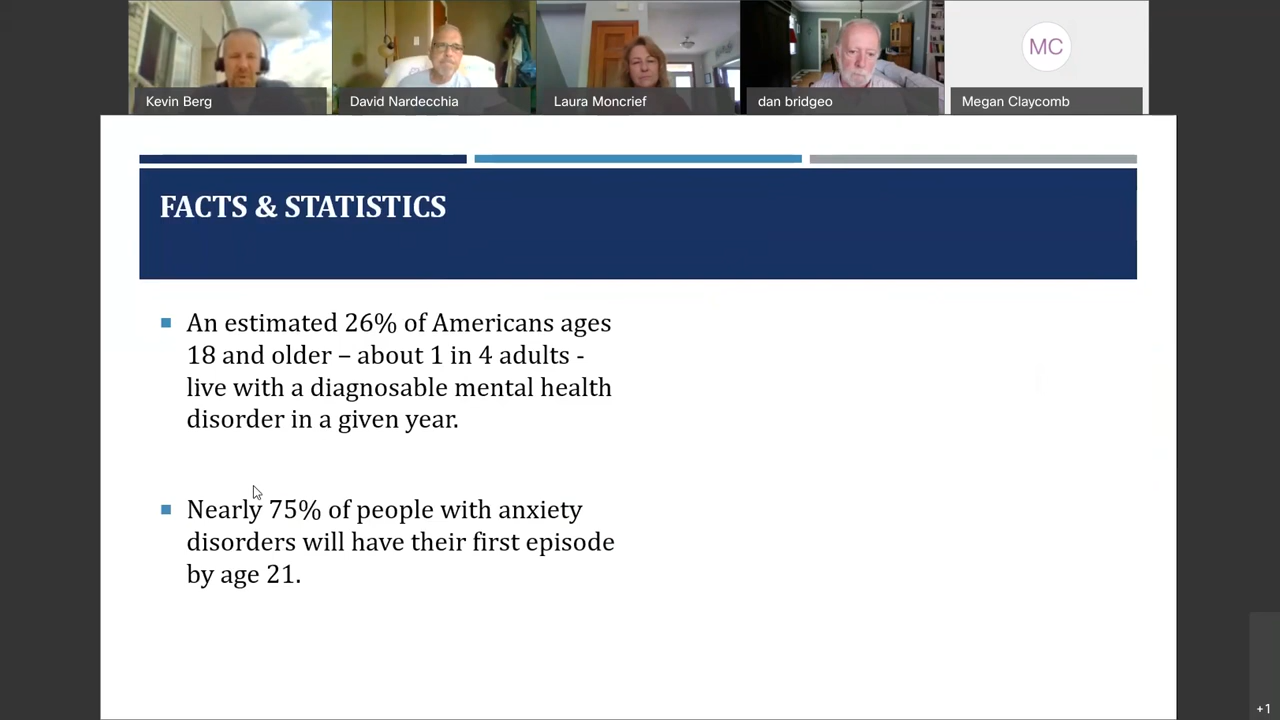 Kevin Berg
David Nardecchia
Laura Moncrief
dan bridgeo
MC
Megan Claycomb
FACTS & STATISTICS
An estimated 26% of Americans ages
18 and older – about 1 in 4 adults -
live with a diagnosable mental health
disorder in a given year.
Nearly 75% of people with anxiety
disorders will have their first episode
by age 21.
+1